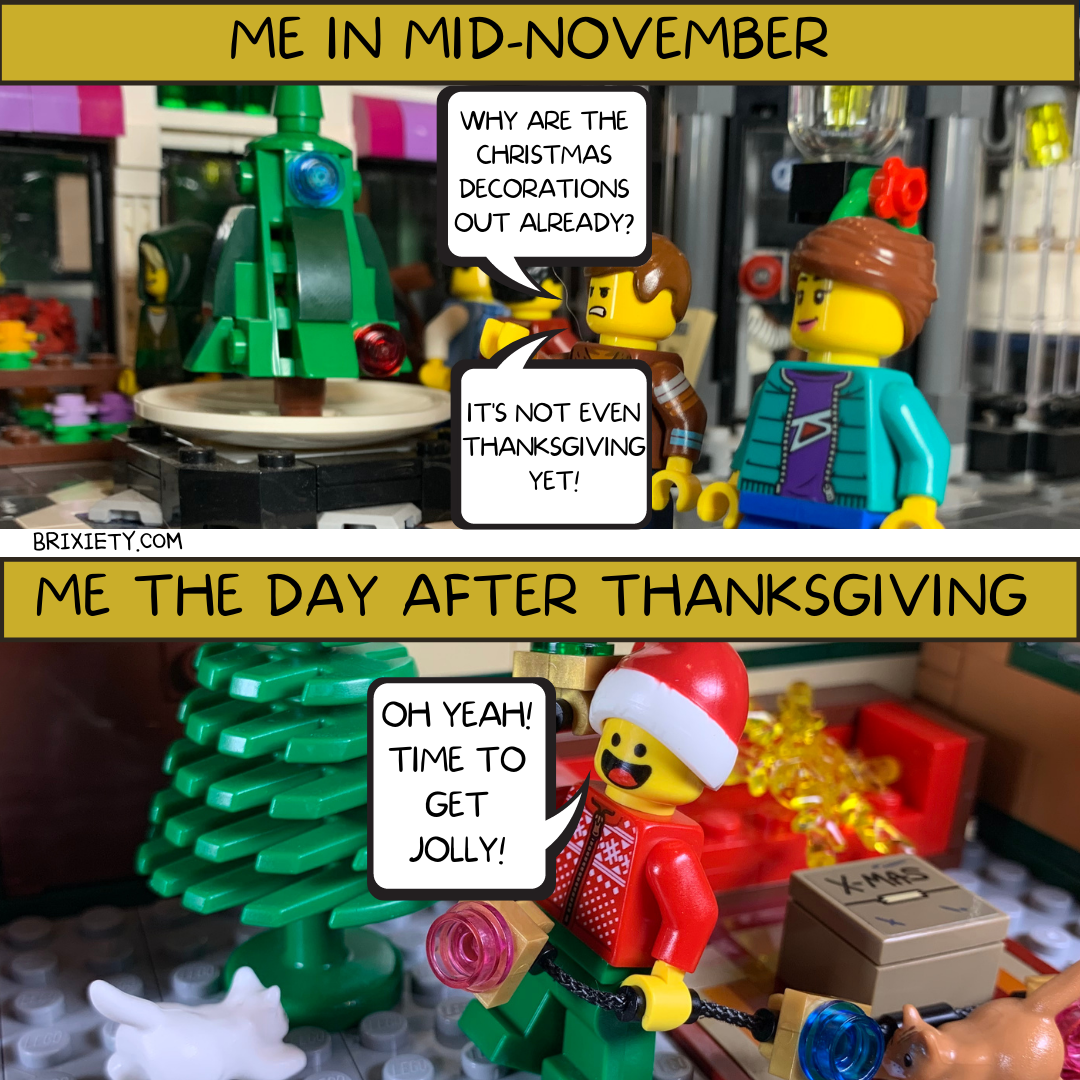 ME IN MID-NOVEMBER
WHY ARE THE
CHRISTMAS
DECORATIONS
OUT ALREADY?
IT'S NOT EVEN
THANKSGIVING
YET!
BRIXIETY.COM
ME THE DAY AFTER THANKSGIVING
OH YEAH!
TIME TO
GET
JOLLY!
X-MAS